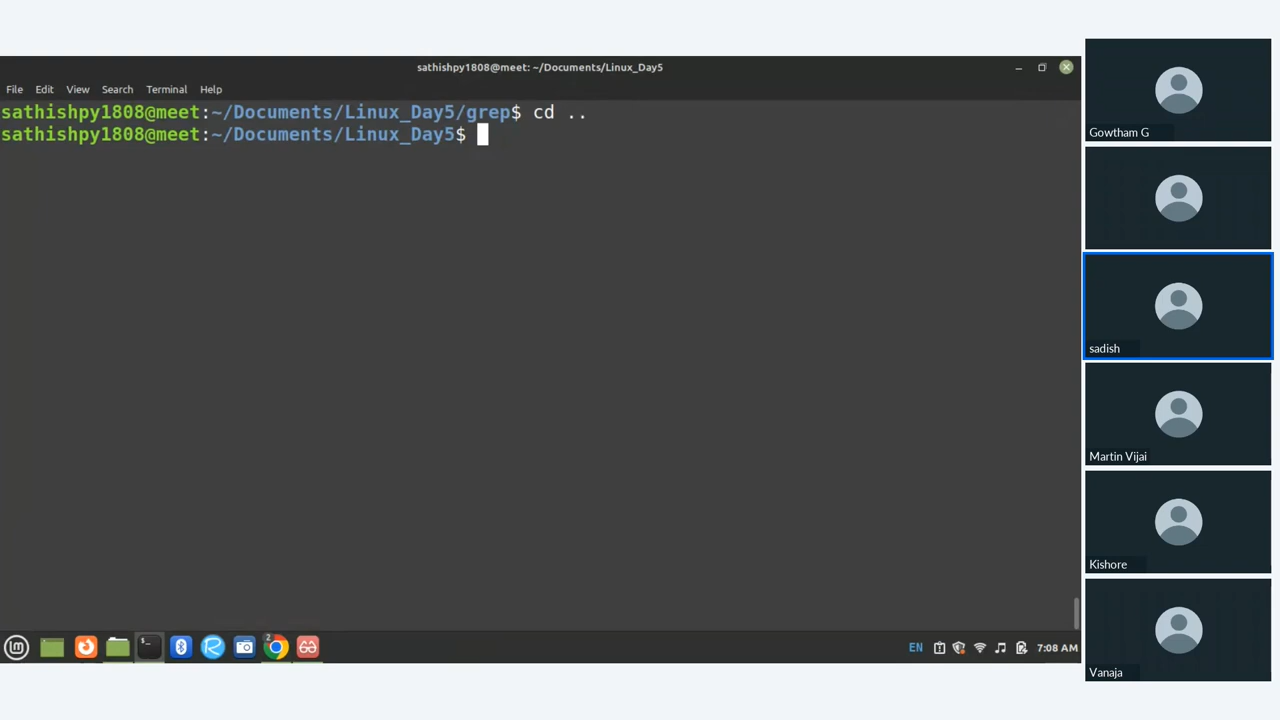 sathishpy1808@meet: ~/Documents/Linux_Day5
File Edit View Search Terminal Help
sathishpy1808@meet:~/Documents/Linux_Day5/grep$ cd ..
sathishpy1808@meet:~/Documents/Linux_Day5$
Gowtham G
sadish
Martin Vijai
Kishore
Vanaja
2
EN 7:08 AM